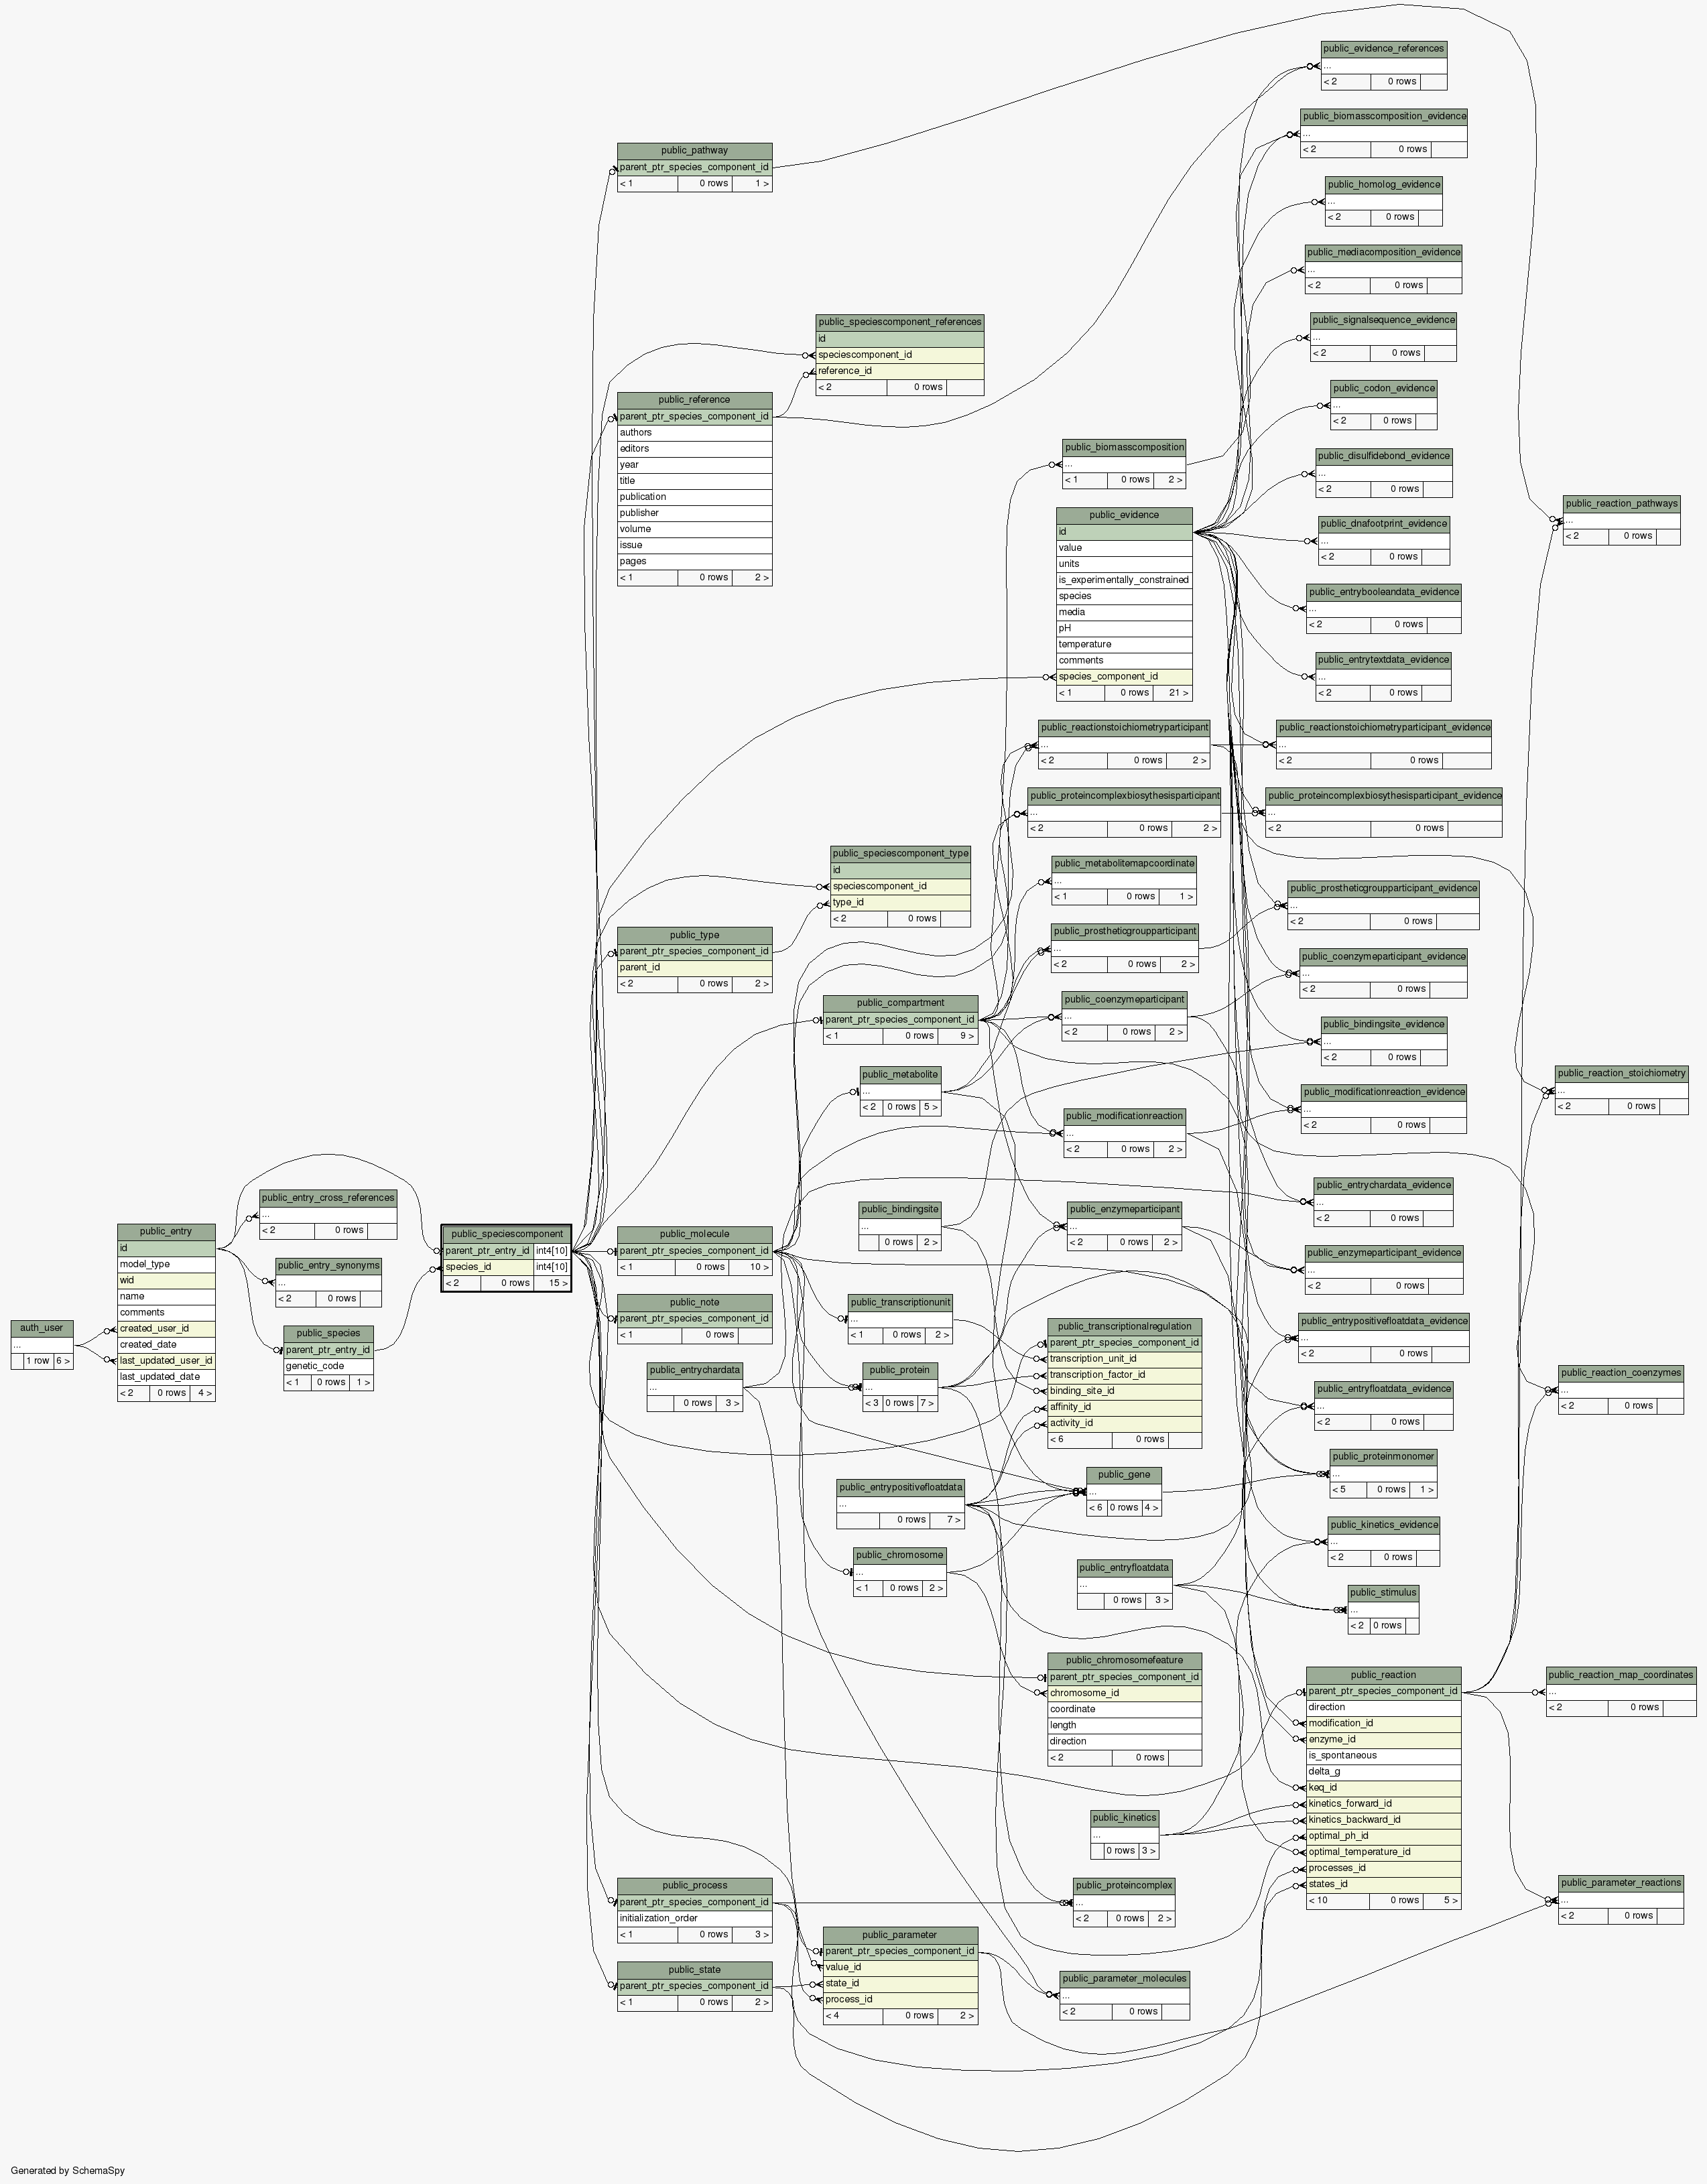 public_evidence_references
...
< 2 0 rows
public_biomasscomposition_evidence
...
< 2 0 rows
public_pathway
parent_ptr_species_component_id
< 1 0 rows 1 >
public_homolog_evidence
...
< 2 0 rows
public_mediacomposition_evidence
...
< 2 0 rows
public_speciescomponent_references
id
speciescomponent_id
reference_id
< 2 0 rows
public_signalsequence_evidence
...
< 2 0 rows
public_reference
parent_ptr_species_component_id
authors
editors
year
title
publication
publisher
volume
issue
pages
< 1 0 rows 2 >
public_codon_evidence
...
< 2 0 rows
public_biomasscomposition
...
< 1 0 rows 2 >
public_disulfidebond_evidence
...
< 2 0 rows
public_evidence
id
value
units
is_experimentally_constrained
species
media
pH
temperature
comments
species_component_id
< 1 0 rows 21 >
public_dnafootprint_evidence
...
< 2 0 rows
public_reaction_pathways
...
< 2 0 rows
public_entrybooleandata_evidence
...
< 2 0 rows
public_entrytextdata_evidence
...
< 2 0 rows
public_reactionstoichiometryparticipant
...
< 2 0 rows 2 >
public_reactionstoichiometryparticipant_evidence
...
< 2 0 rows
public_proteincomplexbiosythesisparticipant
...
< 2 0 rows 2 >
public_proteincomplexbiosythesisparticipant_evidence
...
< 2 0 rows
public_speciescomponent_type
id
speciescomponent_id
type_id
< 2 0 rows
public_metabolitemapcoordinate
...
< 1 0 rows 1 >
public_prostheticgroupparticipant_evidence
...
< 2 0 rows
public_type
parent_ptr_species_component_id
parent_id
< 2 0 rows 2 >
public_prostheticgroupparticipant
...
< 2 0 rows 2 >
public_coenzymeparticipant_evidence
...
< 2 0 rows
public_compartment
parent_ptr_species_component_id
< 1 0 rows 9 >
public_coenzymeparticipant
...
< 2 0 rows 2 >
public_bindingsite_evidence
...
< 2 0 rows
public_metabolite
...
< 2 0 rows 5 >
public_reaction_stoichiometry
...
< 2 0 rows
public_modificationreaction_evidence
...
< 2 0 rows
public_modificationreaction
...
< 2 0 rows 2 >
public_entry_cross_references
...
< 2 0 rows
public_entrychardata_evidence
...
< 2 0 rows
public_bindingsite
...
0 rows 2 >
public_enzymeparticipant
...
< 2 0 rows 2 >
public_entry
id
model_type
wid
name
comments
created_user_id
created_date
last_updated_user_id
last_updated_date
< 2 0 rows 4 >
public_speciescomponent
parent_ptr_entry_id int4[10]
species_id int4[10]
< 2 0 rows 15 >
public_molecule
parent_ptr_species_component_id
< 1 0 rows 10 >
public_entry_synonyms
...
< 2 0 rows
public_enzymeparticipant_evidence
...
< 2 0 rows
public_note
parent_ptr_species_component_id
< 1 0 rows
public_transcriptionunit
...
< 1 0 rows 2 >
auth_user
...
1 row 6 >
public_species
parent_ptr_entry_id
genetic_code
< 1 0 rows 1 >
public_transcriptionalregulation
parent_ptr_species_component_id
transcription_unit_id
transcription_factor_id
binding_site_id
affinity_id
activity_id
< 6 0 rows
public_entrypositivefloatdata_evidence
...
< 2 0 rows
public_entrychardata
...
0 rows 3 >
public_protein
...
< 3 0 rows 7 >
public_reaction_coenzymes
...
< 2 0 rows
public_entryfloatdata_evidence
...
< 2 0 rows
public_proteinmonomer
...
< 5 0 rows 1 >
public_gene
...
< 6 0 rows 4 >
public_entrypositivefloatdata
...
0 rows 7 >
public_kinetics_evidence
...
< 2 0 rows
public_chromosome
...
< 1 0 rows 2 >
public_entryfloatdata
...
0 rows 3 >
public_stimulus
...
< 2 0 rows
public_chromosomefeature
parent_ptr_species_component_id
chromosome_id
coordinate
length
direction
< 2 0 rows
public_reaction
parent_ptr_species_component_id
direction
modification_id
enzyme_id
is_spontaneous
delta_g
keq_id
kinetics_forward_id
kinetics_backward_id
optimal_ph_id
optimal_temperature_id
processes_id
states_id
< 10 0 rows 5 >
public_reaction_map_coordinates
...
< 2 0 rows
public_kinetics
...
0 rows 3 >
public_process
parent_ptr_species_component_id
initialization_order
< 1 0 rows 3 >
public_proteincomplex
...
< 2 0 rows 2 >
public_parameter_reactions
...
< 2 0 rows
public_parameter
parent_ptr_species_component_id
value_id
state_id
process_id
< 4 0 rows 2 >
public_state
parent_ptr_species_component_id
< 1 0 rows 2 >
public_parameter_molecules
...
< 2 0 rows
Generated by SchemaSpy